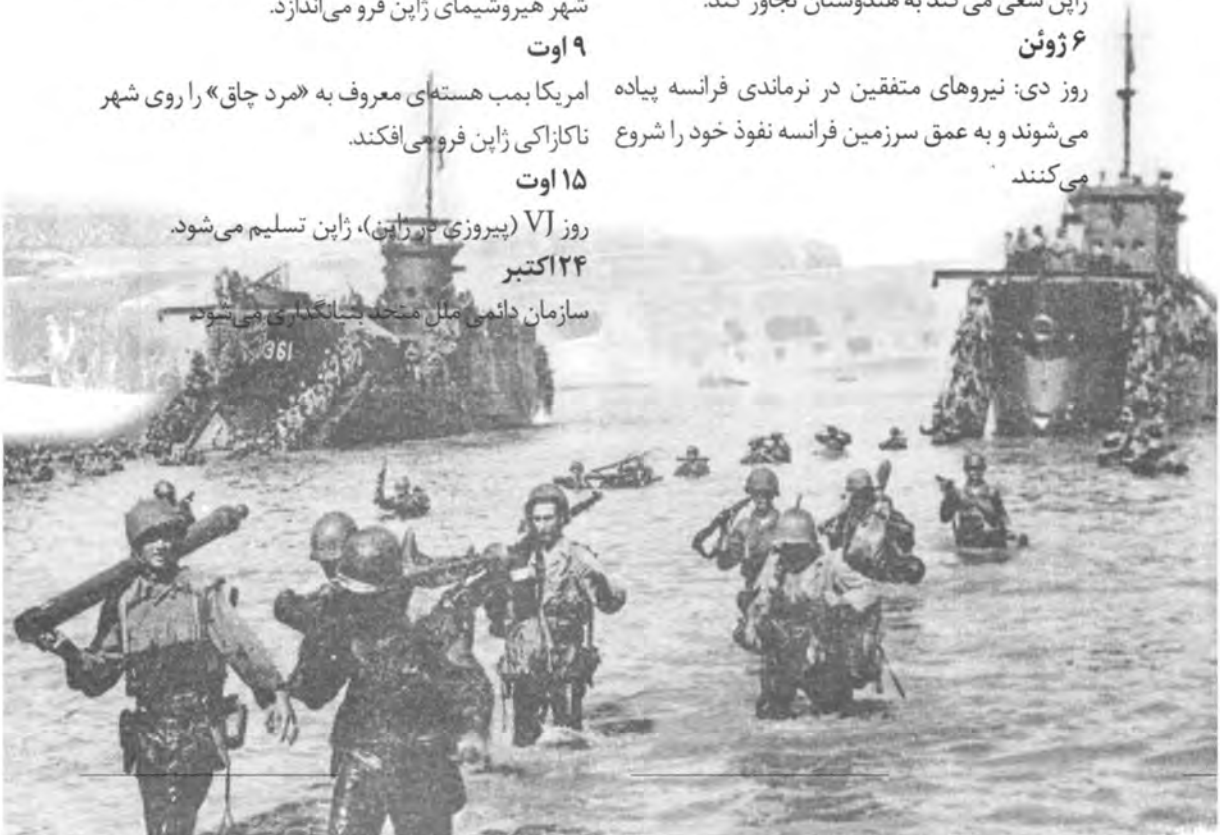 ژاپن سعی می کند به هندوستان تجاوز کند.
۶ ژوئن
روز دی: نیروهای متفقین در نرماندی فرانسه پیاده
می‌شوند و به عمق سرزمین فرانسه نفوذ خود را شروع
می‌کنند.
شهر هیروشیمای ژاپن فرو می‌اندازد.
۹ اوت
امریکا بمب هسته‌ای معروف به «مرد چاق» را روی شهر
ناکازاکی ژاپن فرو می‌افکند.
۱۵ اوت
روز VJ (پیروزی در ژاپن)، ژاپن تسلیم می‌شود.
۲۴ اکتبر
سازمان دائمی ملل متحد بنیانگذاری می‌شود.
361